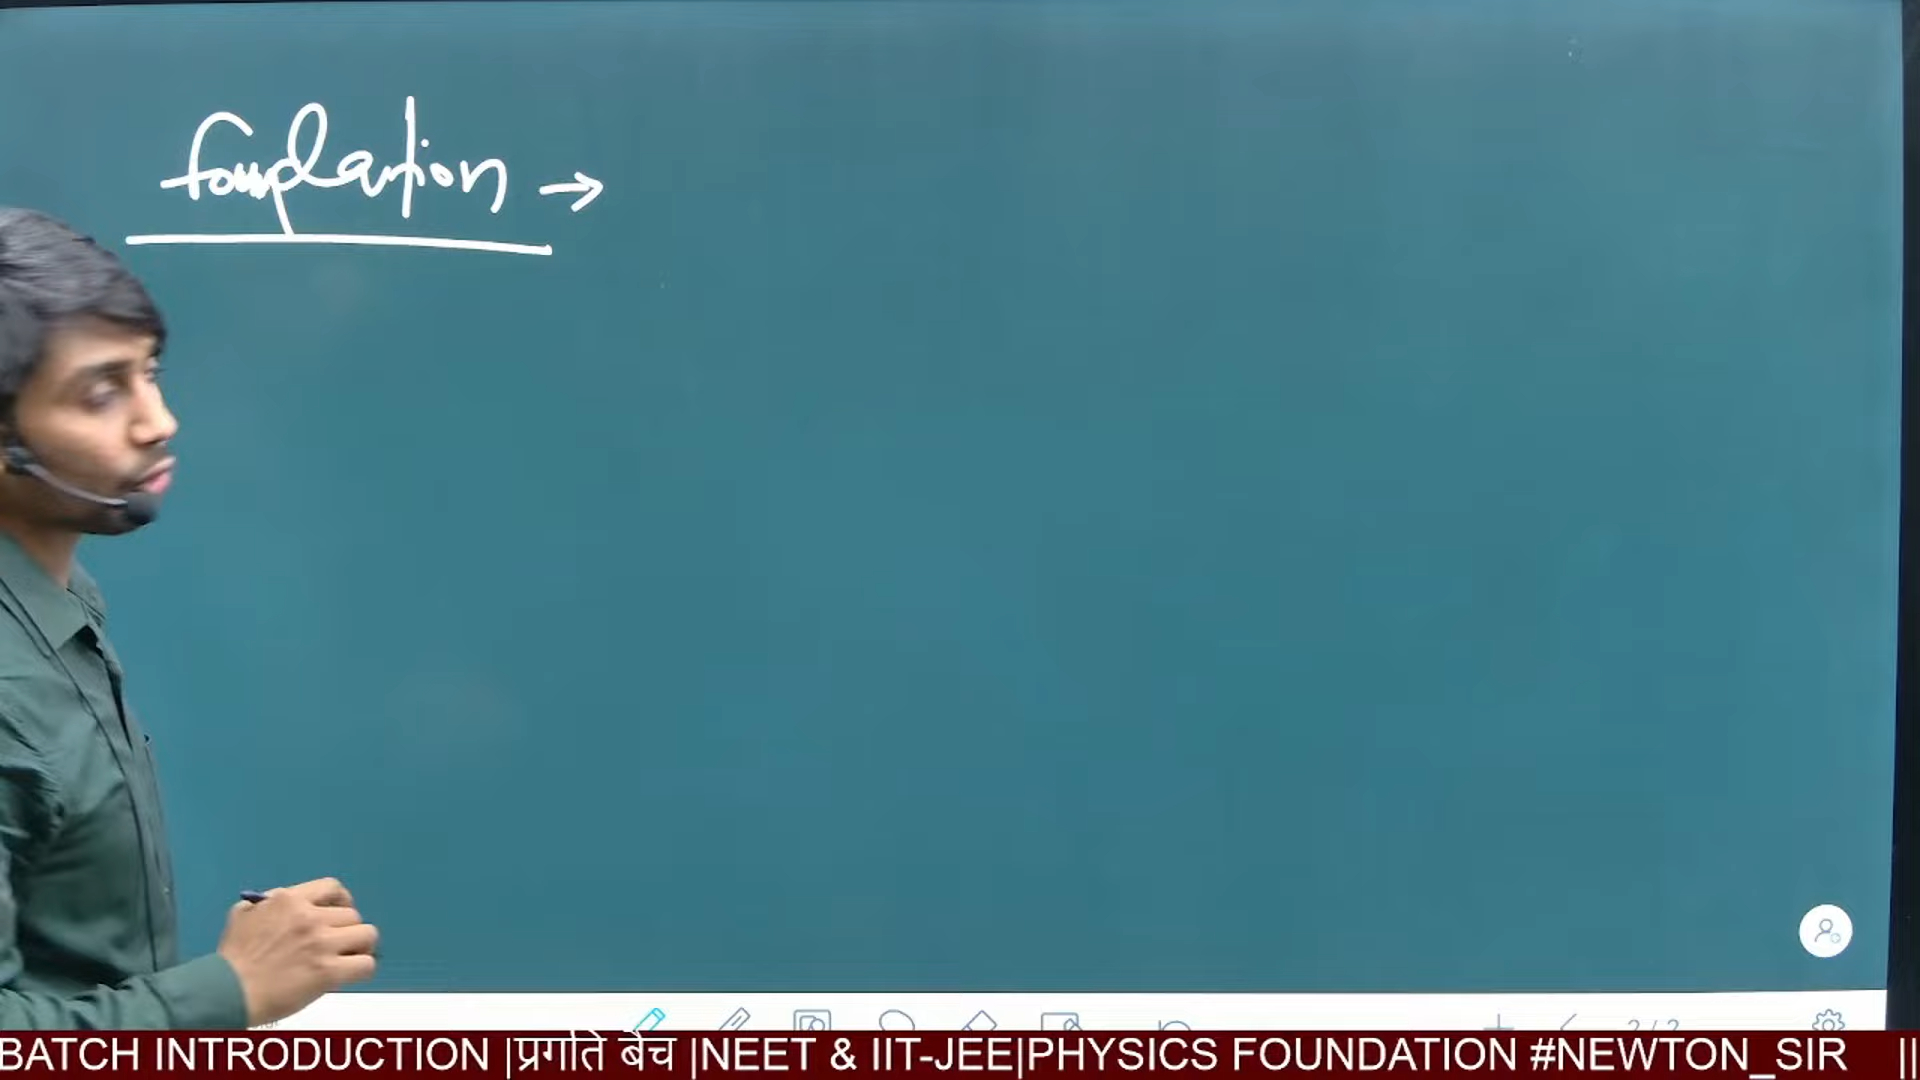 foundation →
BATCH INTRODUCTION |प्रगति बैच |NEET & IIT-JEE|PHYSICS FOUNDATION #NEWTON_SIR ||